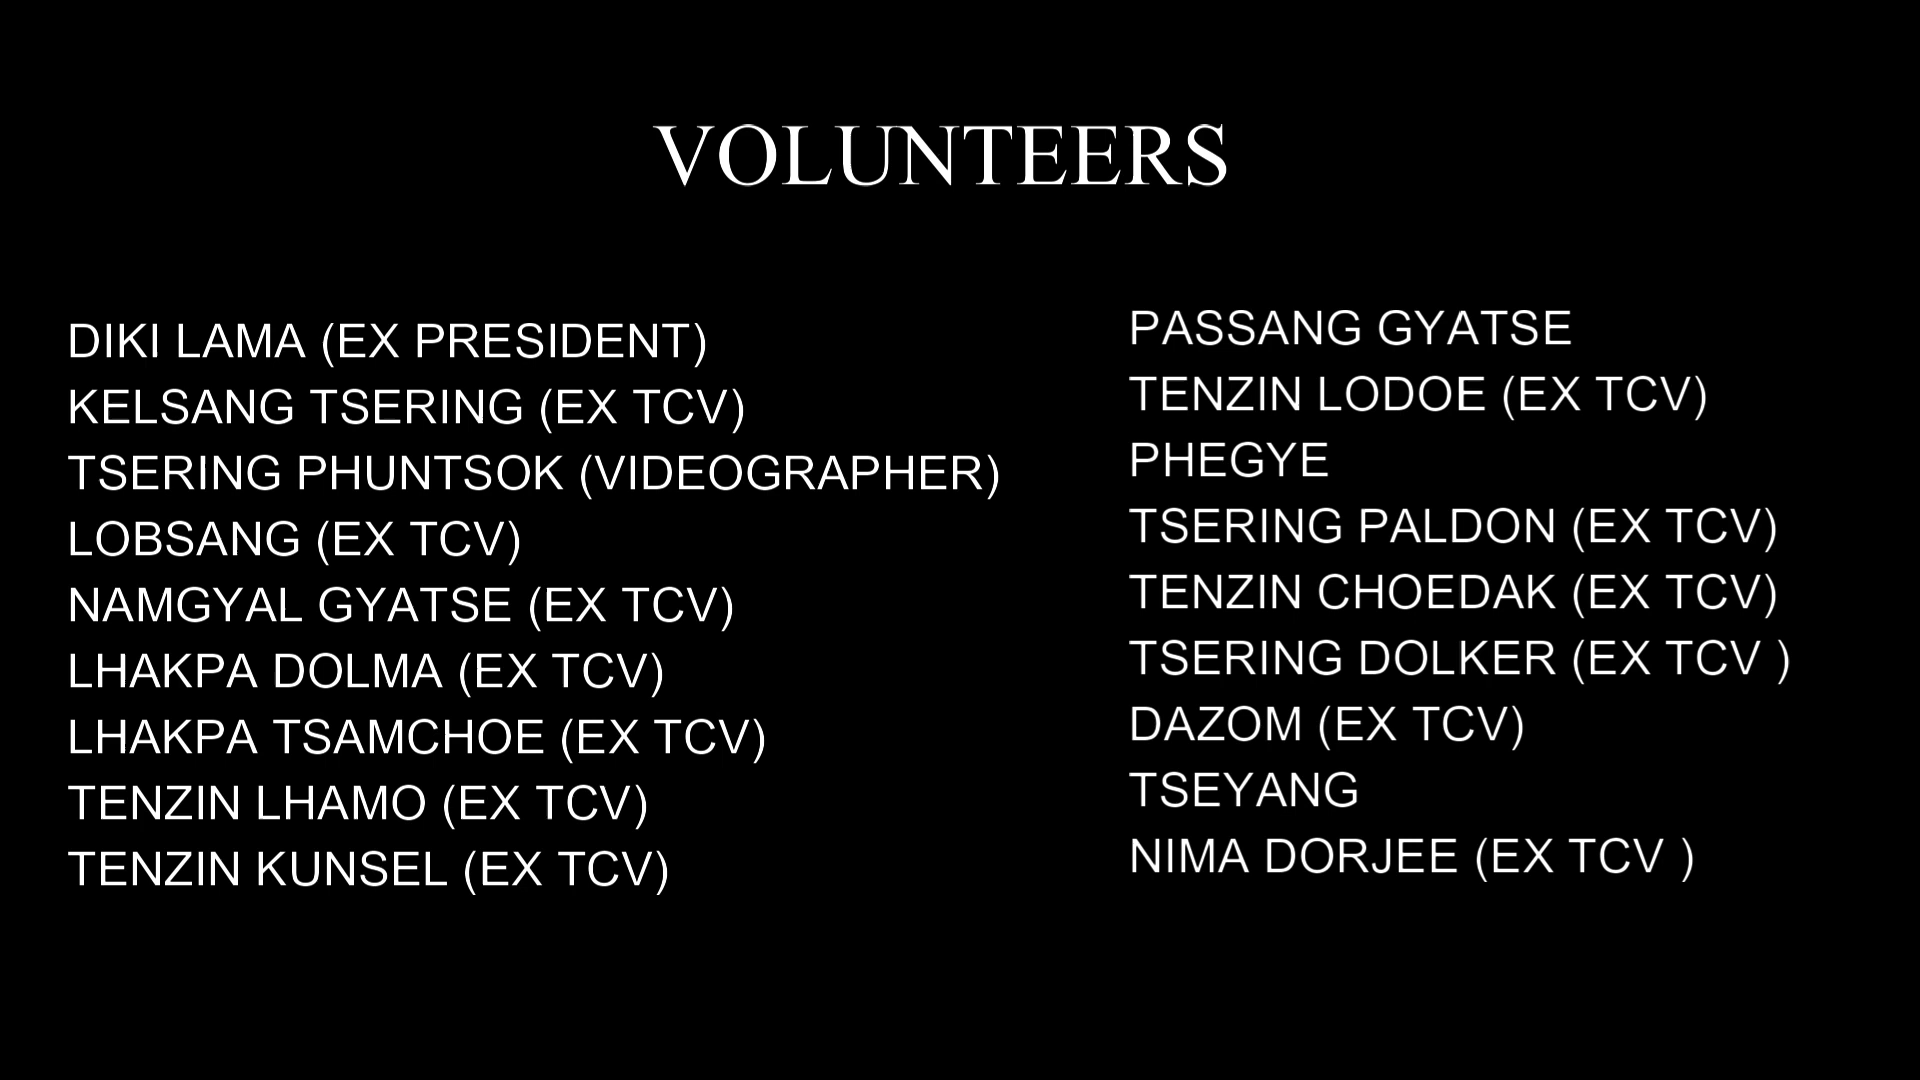 VOLUNTEERS
DIKI LAMA (EX PRESIDENT)
KELSANG TSERING (EX TCV)
TSERING PHUNTSOK (VIDEOGRAPHER)
LOBSANG (EX TCV)
NAMGYAL GYATSE (EX TCV)
LHAKPA DOLMA (EX TCV)
LHAKPA TSAMCHOE (EX TCV)
TENZIN LHAMO (EX TCV)
TENZIN KUNSEL (EX TCV)
PASSANG GYATSE
TENZIN LODOE (EX TCV)
PHEGYE
TSERING PALDON (EX TCV)
TENZIN CHOEDAK (EX TCV)
TSERING DOLKER (EX TCV )
DAZOM (EX TCV)
TSEYANG
NIMA DORJEE (EX TCV )